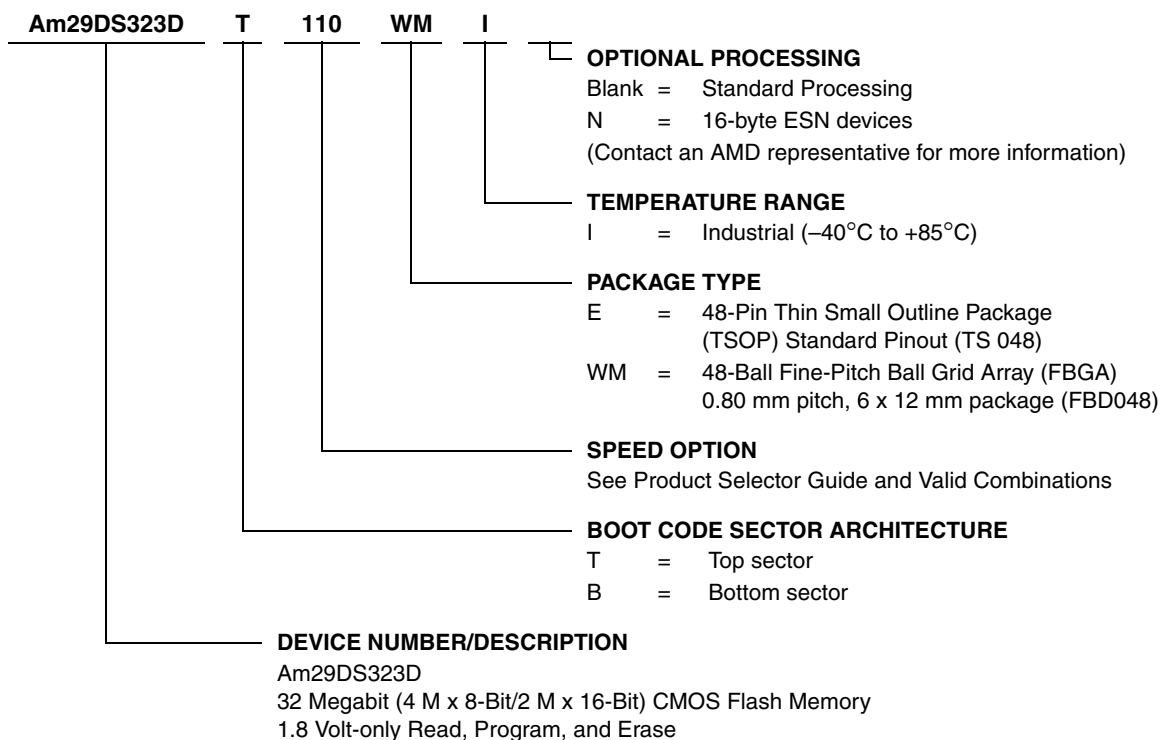 Am29DS323D T 110 WM I
OPTIONAL PROCESSING
Blank = Standard Processing
N = 16-byte ESN devices
(Contact an AMD representative for more information)
TEMPERATURE RANGE
I = Industrial (–40°C to +85°C)
PACKAGE TYPE
E = 48-Pin Thin Small Outline Package
(TSOP) Standard Pinout (TS 048)
WM = 48-Ball Fine-Pitch Ball Grid Array (FBGA)
0.80 mm pitch, 6 x 12 mm package (FBD048)
SPEED OPTION
See Product Selector Guide and Valid Combinations
BOOT CODE SECTOR ARCHITECTURE
T = Top sector
B = Bottom sector
DEVICE NUMBER/DESCRIPTION
Am29DS323D
32 Megabit (4 M x 8-Bit/2 M x 16-Bit) CMOS Flash Memory
1.8 Volt-only Read, Program, and Erase